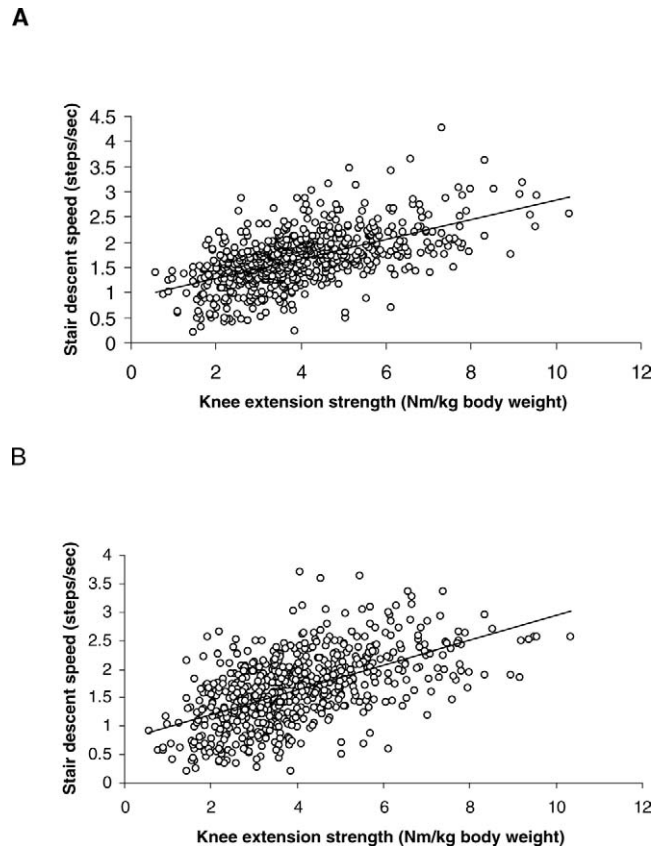 A
4.5
4
3.5
3
2.5
2
1.5
1
0.5
0
Stair descent speed (steps/sec)
0 2 4 6 8 10 12
Knee extension strength (Nm/kg body weight)
B
4
3.5
3
2.5
2
1.5
1
0.5
0
Stair descent speed (steps/sec)
0 2 4 6 8 10 12
Knee extension strength (Nm/kg body weight)